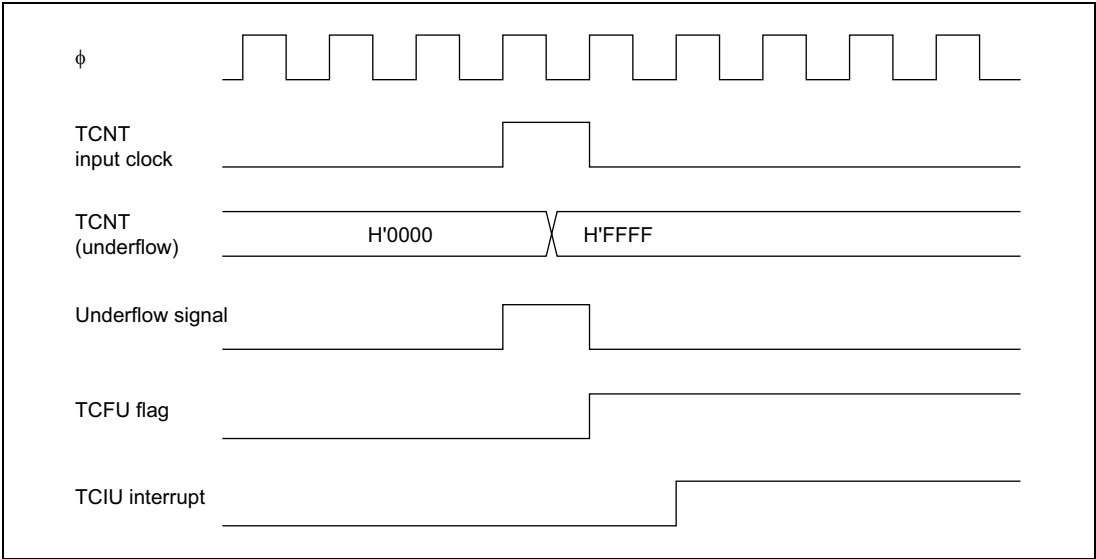 ϕ
TCNT
input clock
TCNT
(underflow)
H'0000
H'FFFF
Underflow signal
TCFU flag
TCIU interrupt